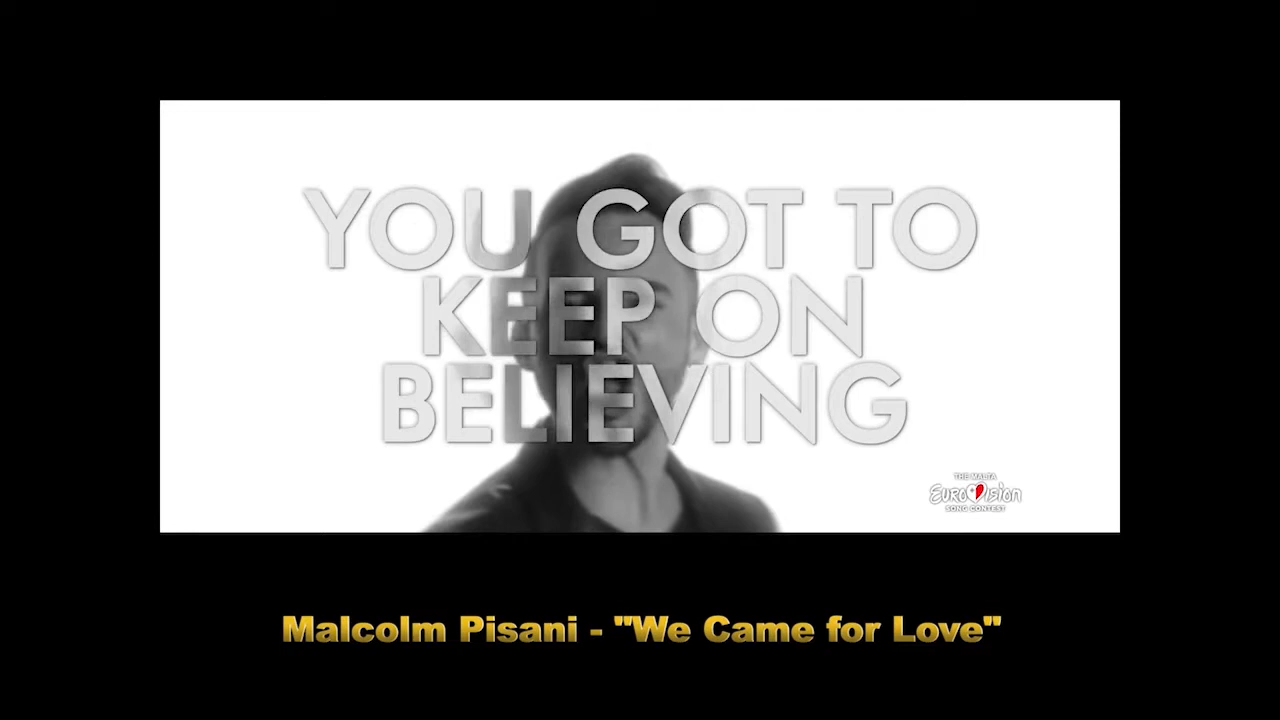 YOU GOT TO
KEEP ON
BELIEVING
THE MALTA
EUROVISION
SONG CONTEST
Malcolm Pisani - "We Came for Love"